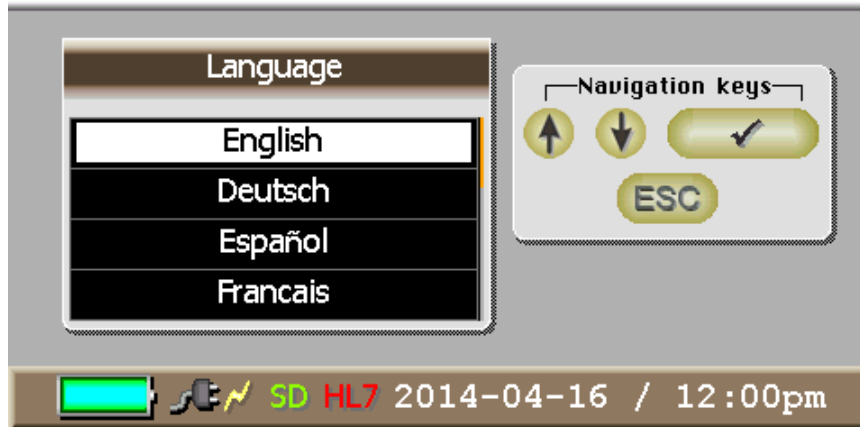 Language
English
Deutsch
Español
Francais
Navigation keys
ESC
SD HL7 2014-04-16 / 12:00pm